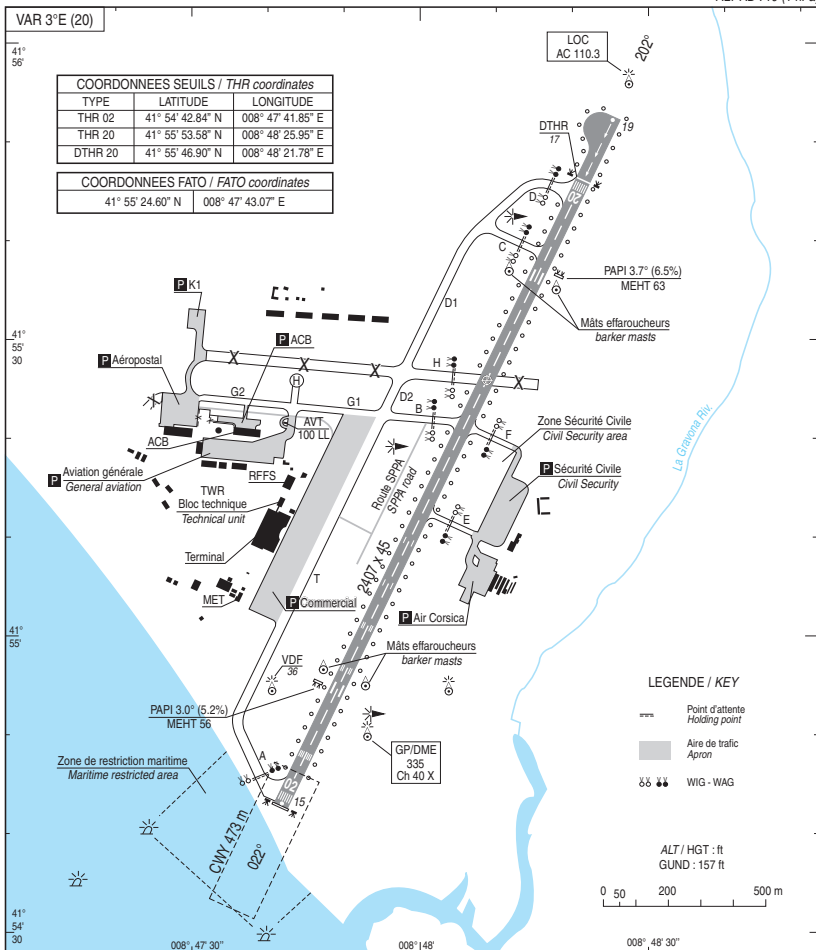 VAR 3°E (20)
41°
56'
LOC
AC 110.3
202°
COORDONNEES SEUILS / THR coordinates
TYPE LATITUDE LONGITUDE
THR 02 41° 54' 42.84" N 008° 47' 41.85" E
THR 20 41° 55' 53.58" N 008° 48' 25.95" E
DTHR 20 41° 55' 46.90" N 008° 48' 21.78" E
COORDONNEES FATO / FATO coordinates
41° 55' 24.60" N 008° 47' 43.07" E
DTHR
17
19
20
D
C
PAPI 3.7° (6.5%)
MEHT 63
P K1
D1
Mâts effaroucheurs
barker masts
41°
55'
30
P ACB
P Aéropostal
H
H
G2
G1
D2
B
AVT
100 LL
F
Zone Sécurité Civile
Civil Security area
ACB
La Gravona Riv.
P Aviation générale
General aviation
RFFS
P Sécurité Civile
Civil Security
TWR
Bloc technique
Technical unit
Route SPPA
SPPA road
E
Terminal
2407 X 45
T
MET
P Commercial
P Air Corsica
41°
55'
Mâts effaroucheurs
barker masts
VDF
36
PAPI 3.0° (5.2%)
MEHT 56
LEGENDE / KEY
Point d'attente
Holding point
Aire de trafic
Apron
WIG - WAG
GP/DME
335
Ch 40 X
Zone de restriction maritime
Maritime restricted area
A
02
15
CWY 473 m
022°
ALT / HGT : ft
GUND : 157 ft
0 50 200 500 m
41°
54'
30
008° 47' 30''
008° 48'
008° 48' 30''